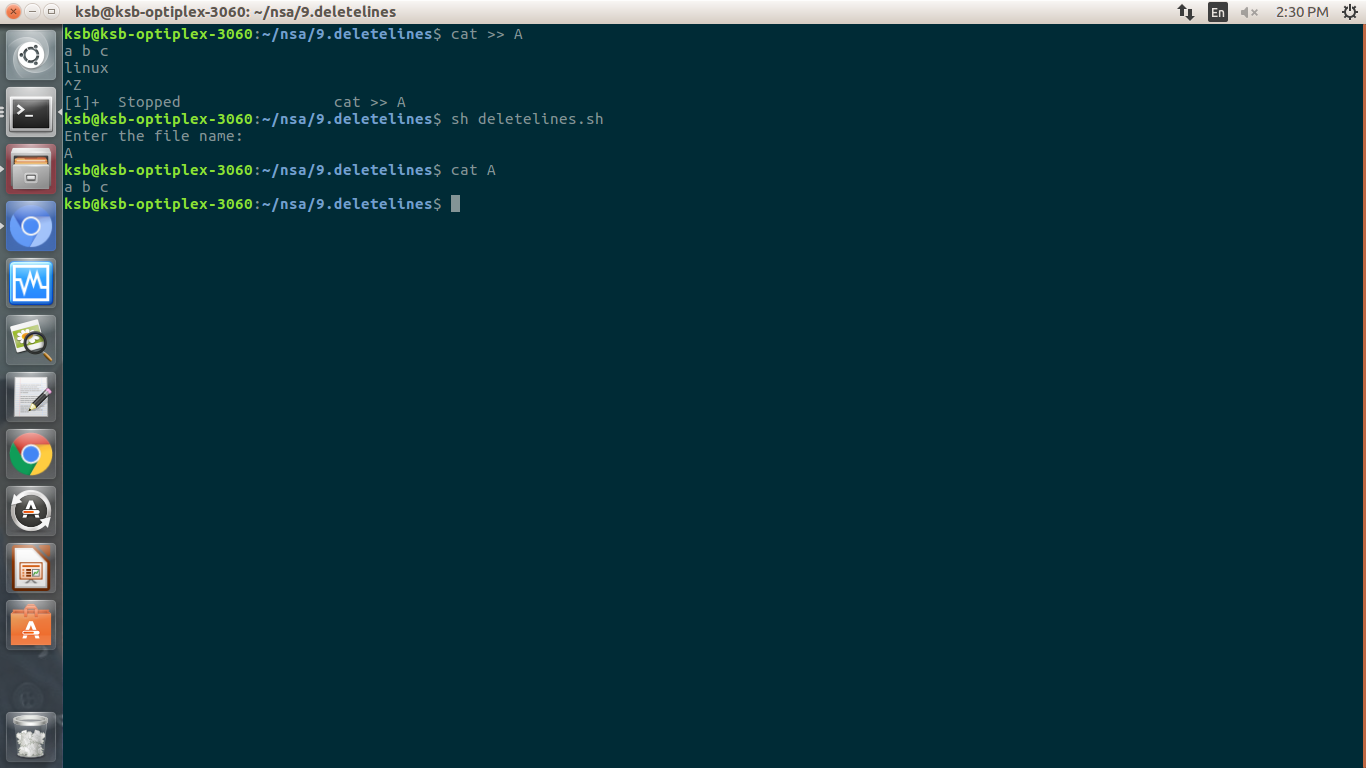 ksb@ksb-optiplex-3060: ~/nsa/9.deletelines
En
2:30 PM
ksb@ksb-optiplex-3060:~/nsa/9.deletelines$ cat >> A
a b c
linux
^Z
[1]+  Stopped                 cat >> A
ksb@ksb-optiplex-3060:~/nsa/9.deletelines$ sh deletelines.sh
Enter the file name:
A
ksb@ksb-optiplex-3060:~/nsa/9.deletelines$ cat A
a b c
ksb@ksb-optiplex-3060:~/nsa/9.deletelines$